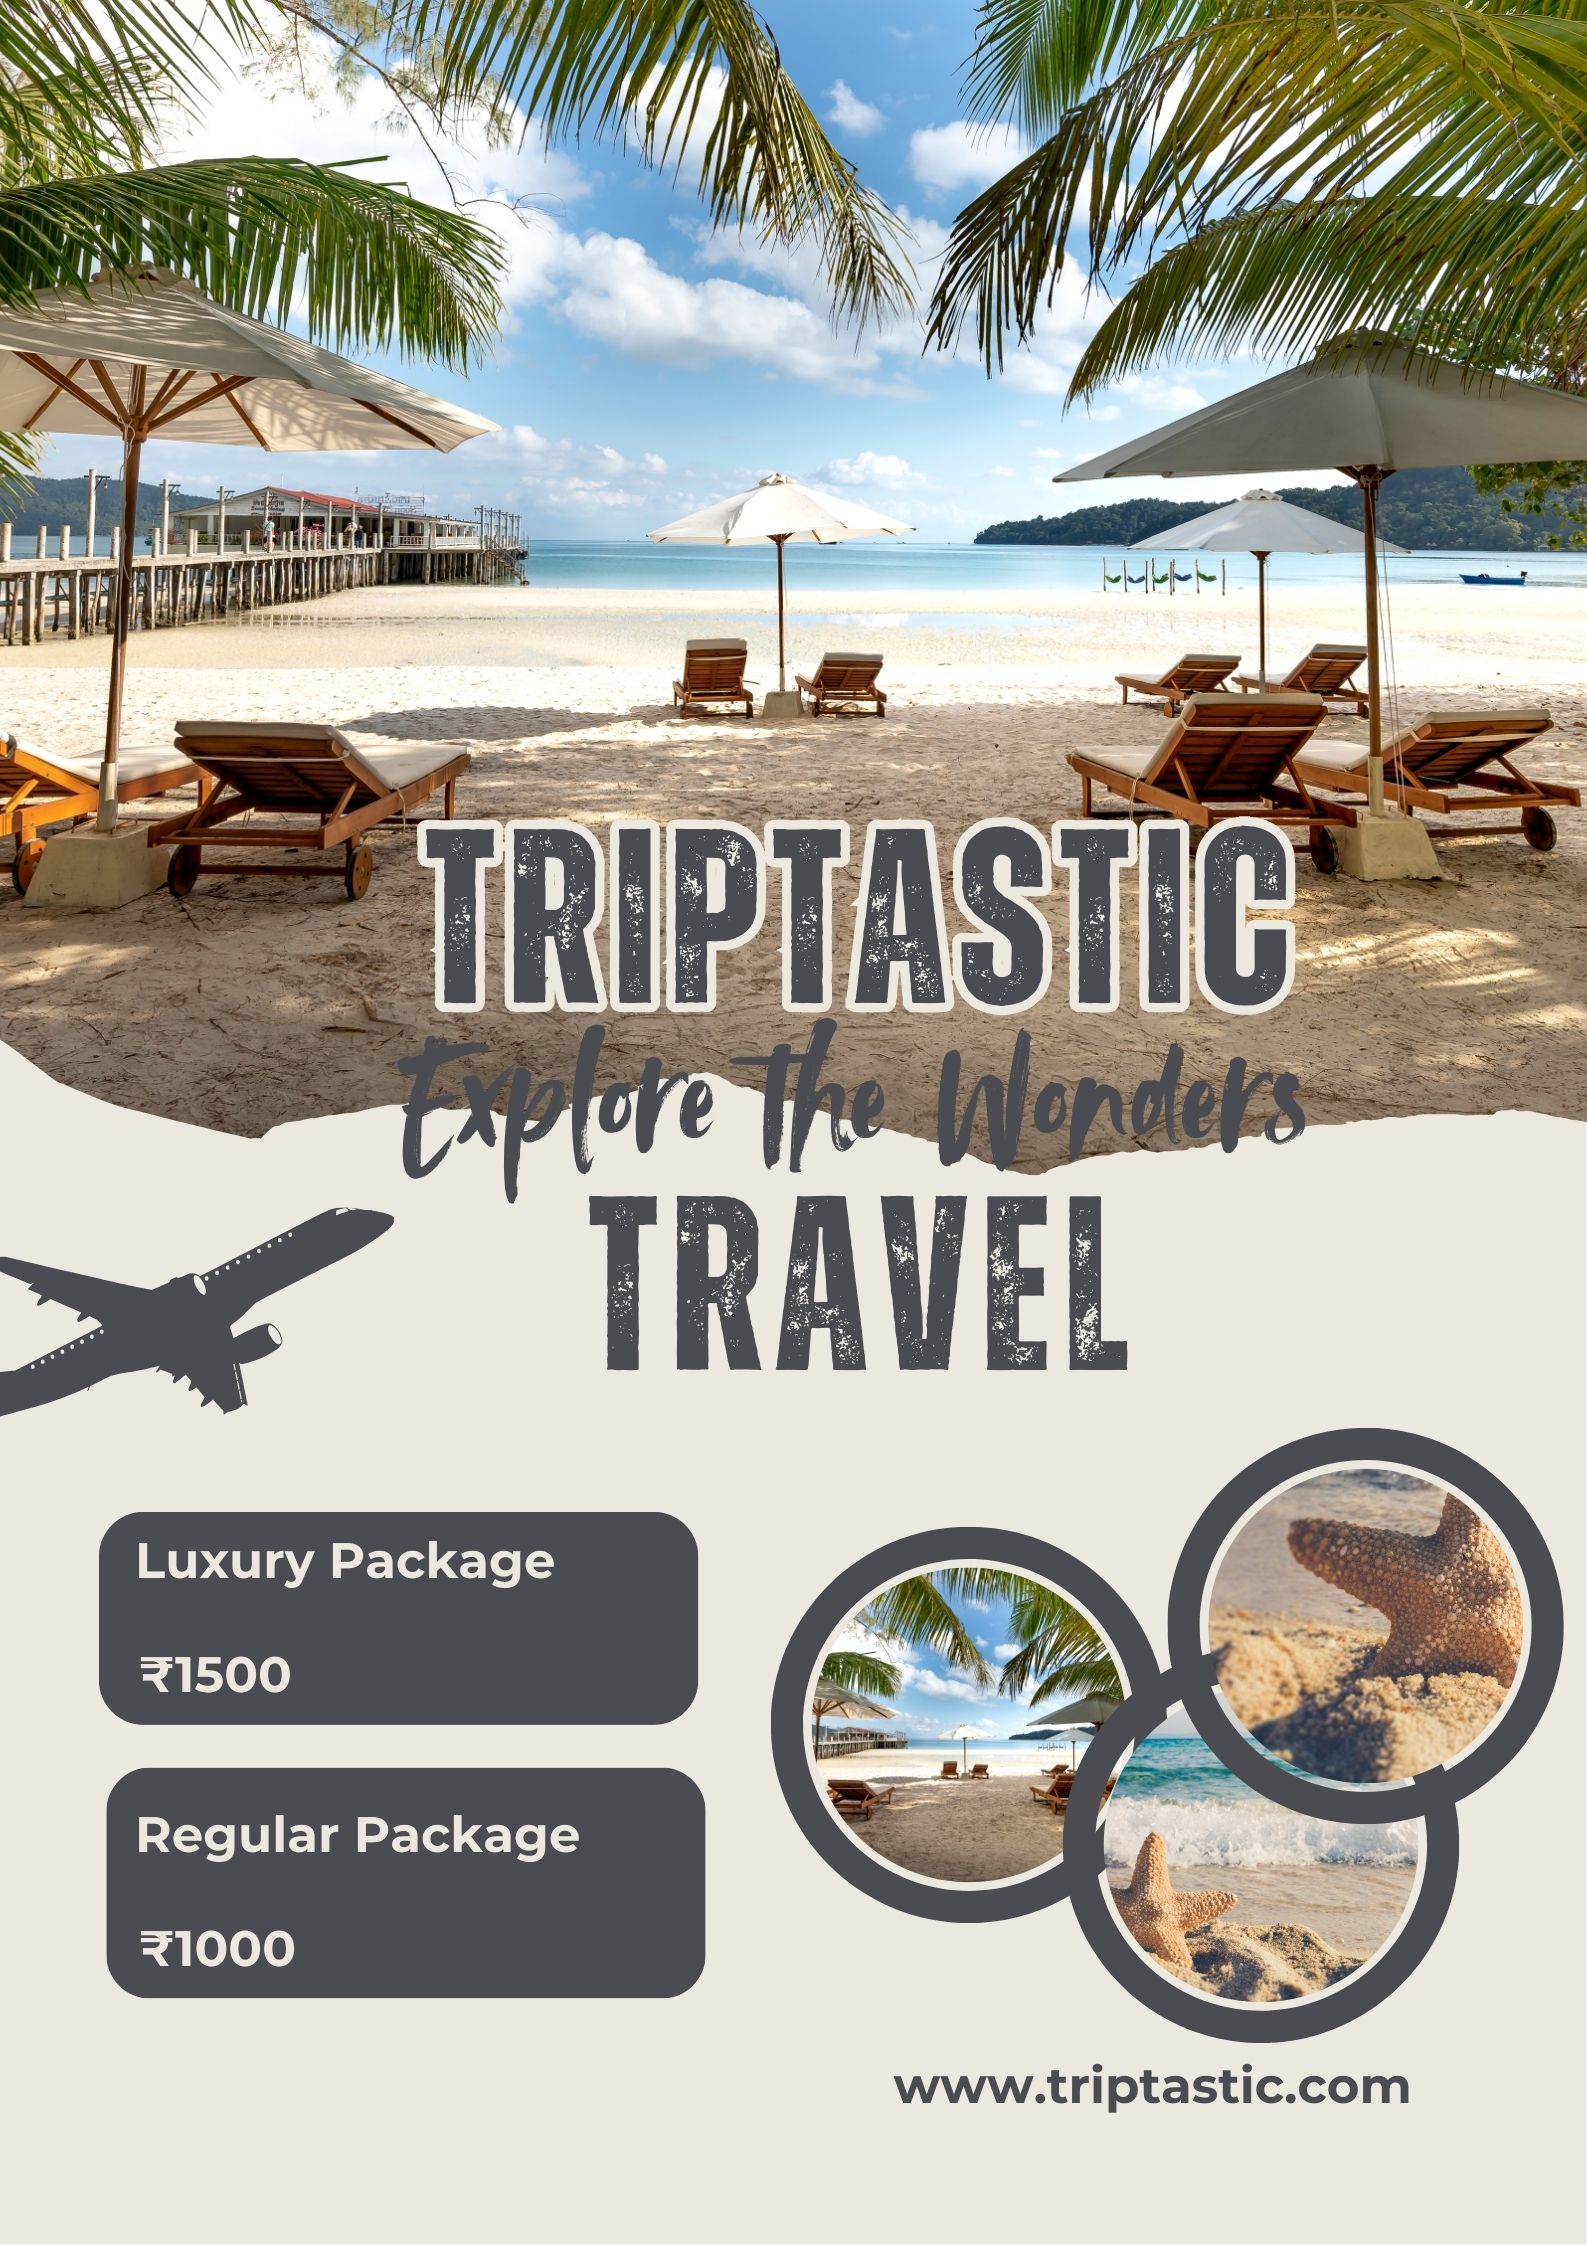 TRIPTASTIC
Explore the Wonders
TRAVEL
Luxury Package
₹1500
Regular Package
₹1000
www.triptastic.com